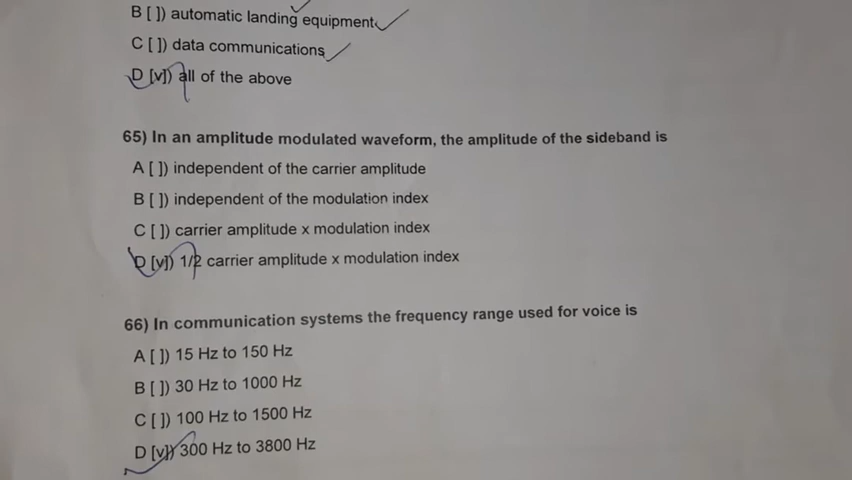 B [ ]) automatic landing equipment
C [ ]) data communications
D [v]) all of the above
65) In an amplitude modulated waveform, the amplitude of the sideband is
A [ ]) independent of the carrier amplitude
B [ ]) independent of the modulation index
C [ ]) carrier amplitude x modulation index
D [v]) 1/2 carrier amplitude x modulation index
66) In communication systems the frequency range used for voice is
A [ ]) 15 Hz to 150 Hz
B [ ]) 30 Hz to 1000 Hz
C [ ]) 100 Hz to 1500 Hz
D [v]) 300 Hz to 3800 Hz